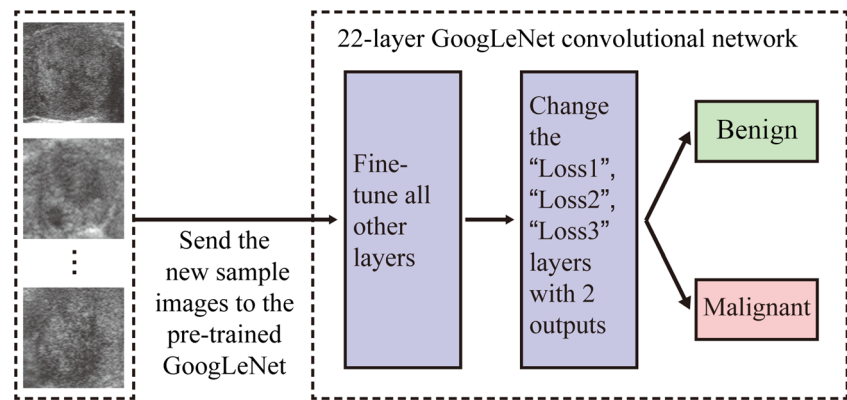 22-layer GoogLeNet convolutional network
Send the
new sample
images to the
pre-trained
GoogLeNet
Fine-
tune all
other
layers
Change
the
“Loss1”,
“Loss2”,
“Loss3”
layers
with 2
outputs
Benign
Malignant